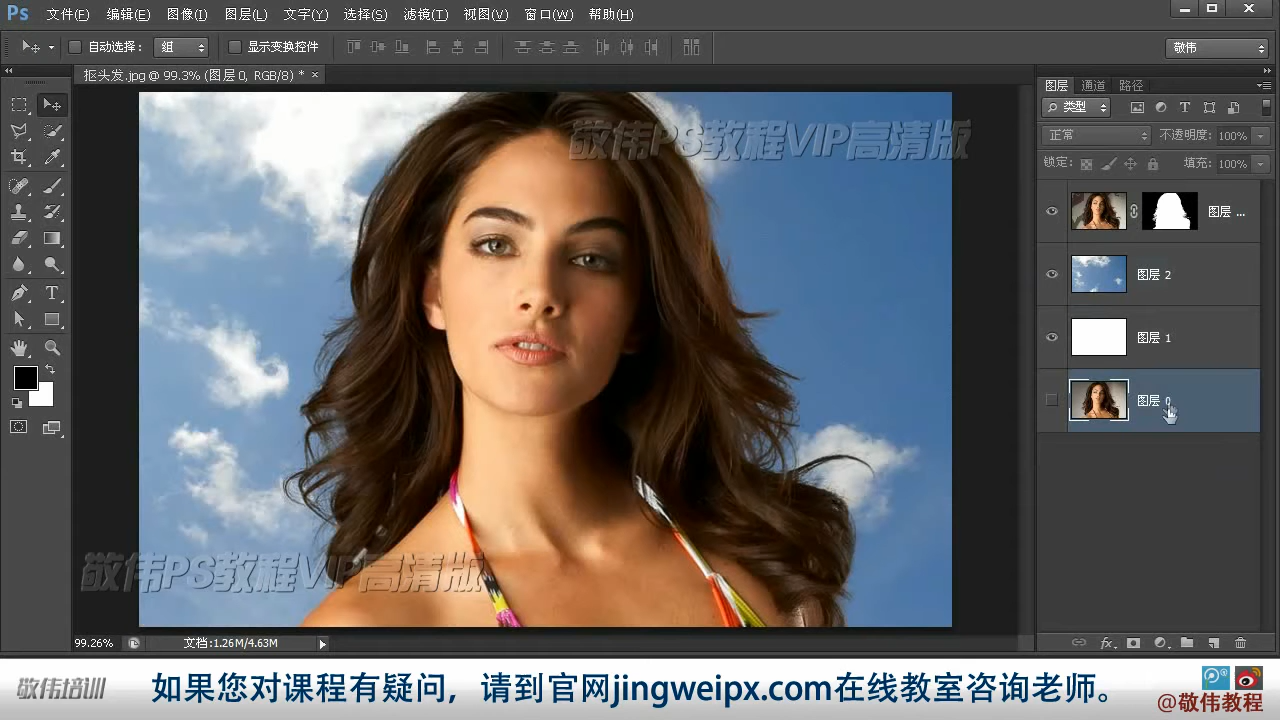 Ps 文件(F) 编辑(E) 图像(I) 图层(L) 文字(Y) 选择(S) 滤镜(T) 视图(V) 窗口(W) 帮助(H)
自动选择: 组 显示变换控件 敬伟
抠头发.jpg @ 99.3% (图层 0, RGB/8) * ×
图层 通道 路径
类型
正常 不透明度: 100%
锁定: 填充: 100%
敬伟PS教程VIP高清版
图层 ...
图层 2
图层 1
图层 0
敬伟PS教程VIP高清版
99.26% 文档:1.26M/4.63M
敬伟培训 如果您对课程有疑问，请到官网jingweipx.com在线教室咨询老师。
@敬伟教程